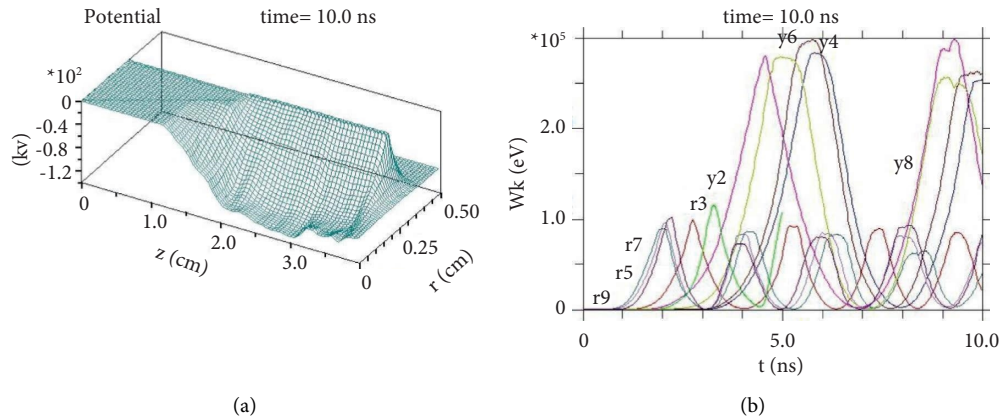 Potential
time= 10.0 ns
*10²
0
-0.4
-0.8
-1.2
(kv)
0
1.0
2.0
3.0
z (cm)
0
0.25
0.50
r (cm)
(a)
time= 10.0 ns
*10⁵
2.0
1.0
0
Wk (eV)
y6
y4
y8
y2
r3
r7
r5
r9
0
5.0
10.0
t (ns)
(b)